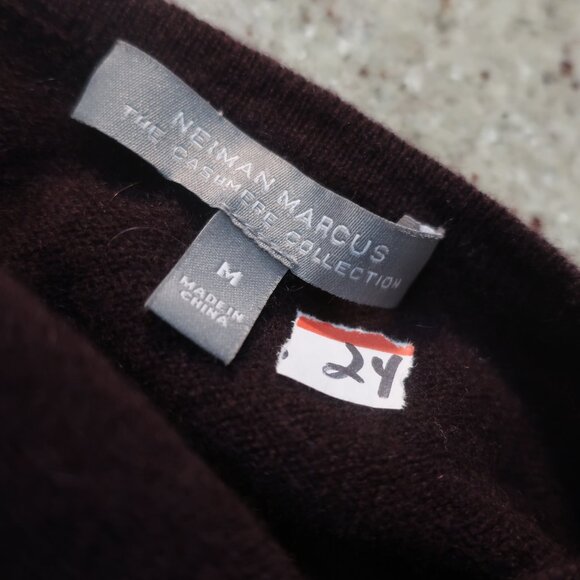 NEIMAN MARCUS
THE CASHMERE COLLECTION
M
MADE IN
CHINA
24